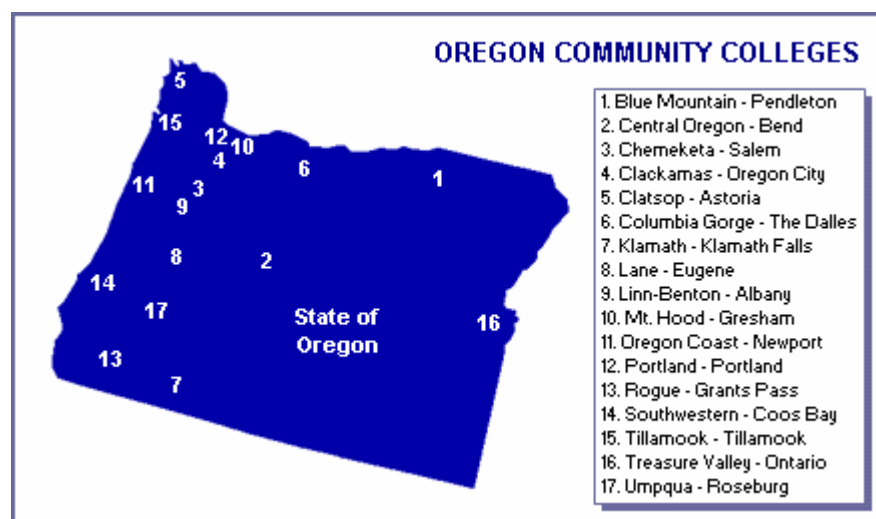 OREGON COMMUNITY COLLEGES
5
15
12
10
4
6
1
11
3
9
8
2
14
17
State of
Oregon
16
13
7
1. Blue Mountain - Pendleton
2. Central Oregon - Bend
3. Chemeketa - Salem
4. Clackamas - Oregon City
5. Clatsop - Astoria
6. Columbia Gorge - The Dalles
7. Klamath - Klamath Falls
8. Lane - Eugene
9. Linn-Benton - Albany
10. Mt. Hood - Gresham
11. Oregon Coast - Newport
12. Portland - Portland
13. Rogue - Grants Pass
14. Southwestern - Coos Bay
15. Tillamook - Tillamook
16. Treasure Valley - Ontario
17. Umpqua - Roseburg